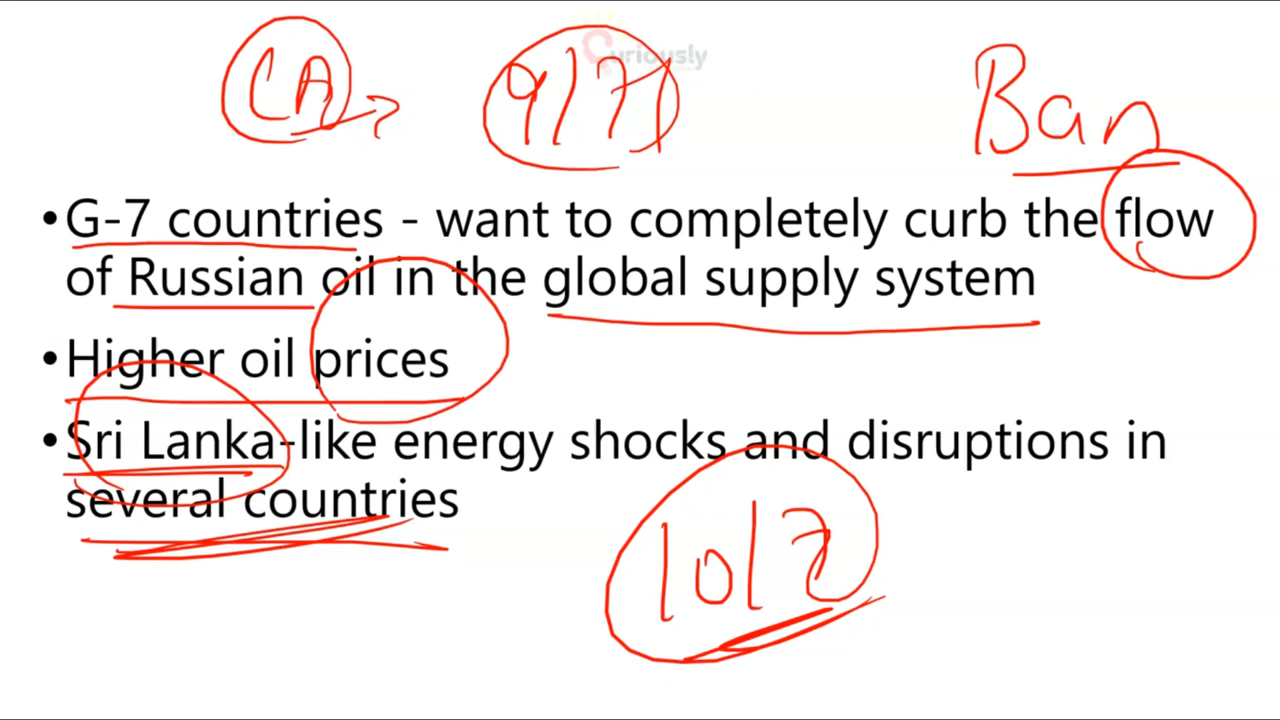 Curiously
CA
9/7
Ban
•G-7 countries - want to completely curb the flow
of Russian oil in the global supply system
•Higher oil prices
•Sri Lanka-like energy shocks and disruptions in
several countries
10/7